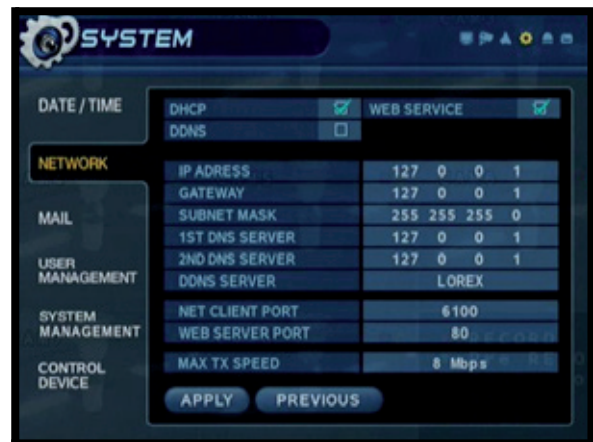 SYSTEM
DATE / TIME
NETWORK
MAIL
USER
MANAGEMENT
SYSTEM
MANAGEMENT
CONTROL
DEVICE
DHCP WEB SERVICE
DDNS
IP ADRESS 127 0 0 1
GATEWAY 127 0 0 1
SUBNET MASK 255 255 255 0
1ST DNS SERVER 127 0 0 1
2ND DNS SERVER 127 0 0 1
DDNS SERVER LOREX
NET CLIENT PORT 6100
WEB SERVER PORT 80
MAX TX SPEED 8 Mbps
APPLY PREVIOUS